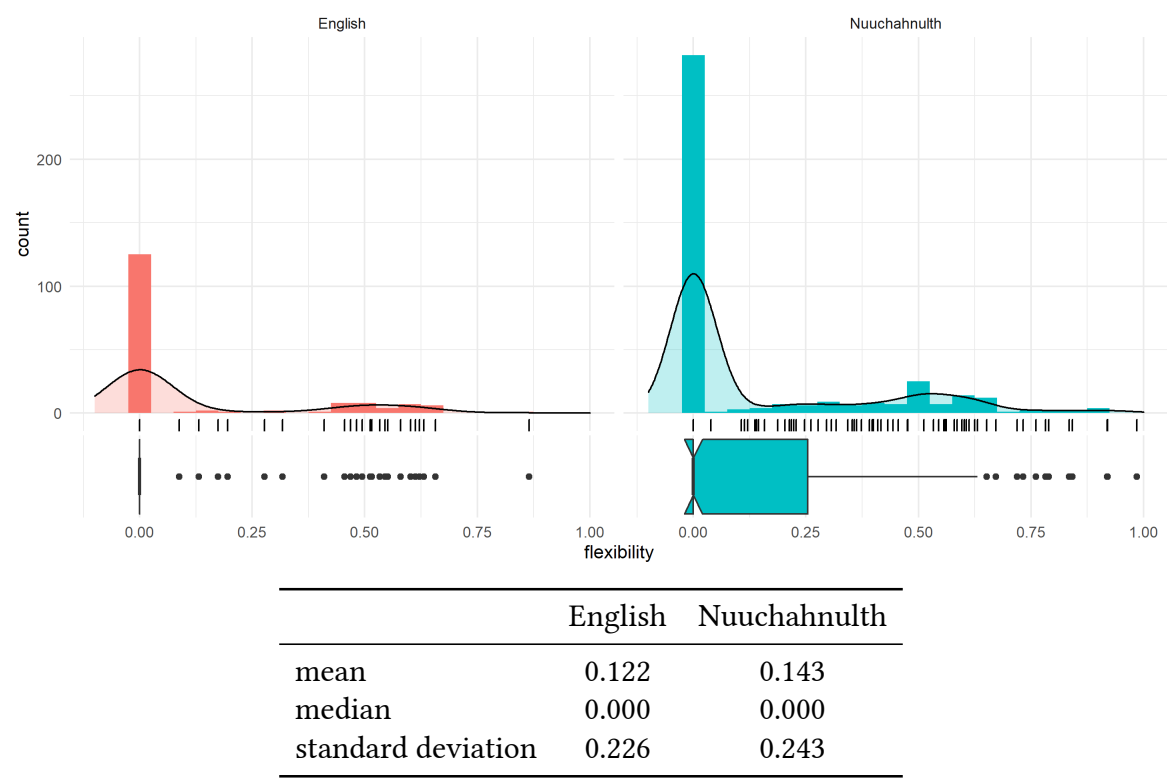 English Nuuchahnulth
count
200
100
0
0.00 0.25 0.50 0.75 1.00 0.00 0.25 0.50 0.75 1.00
flexibility
English Nuuchahnulth
mean 0.122 0.143
median 0.000 0.000
standard deviation 0.226 0.243